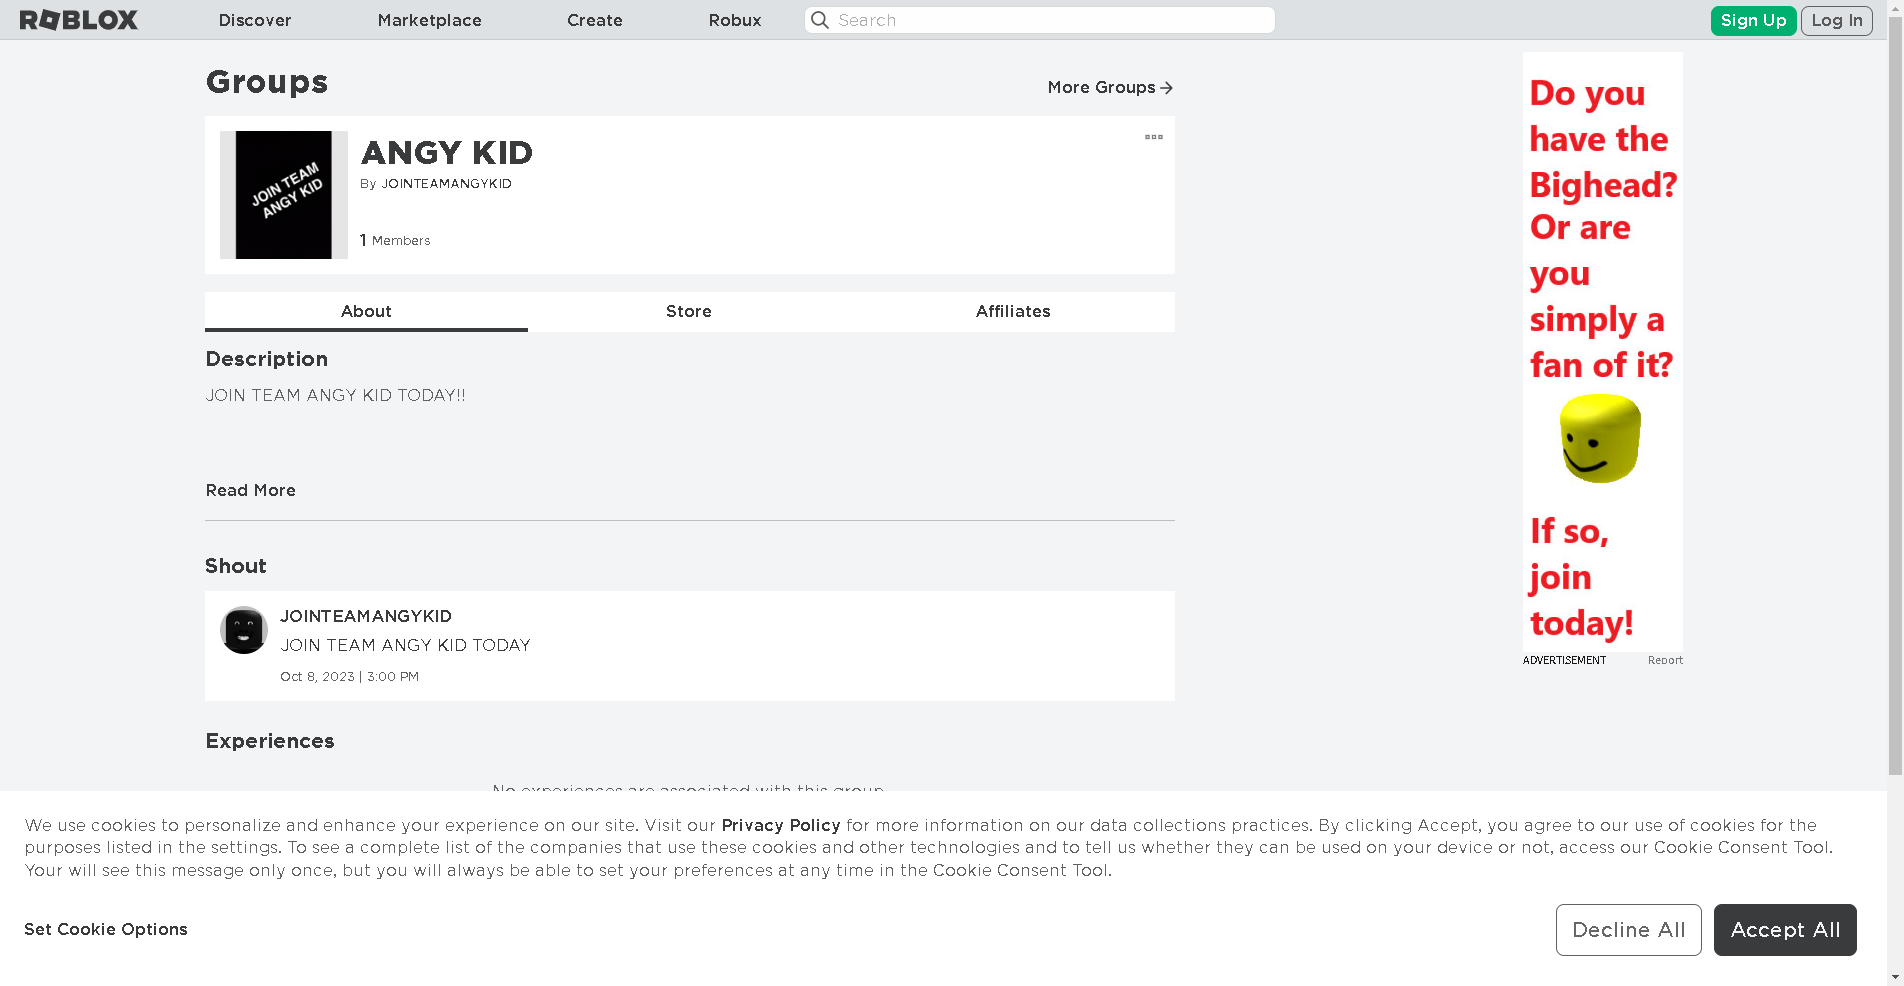 ROBLOX
Discover
Marketplace
Create
Robux
Search
Sign Up
Log In
Groups
More Groups
JOIN TEAM
ANGY KID
ANGY KID
By JOINTEAMANGYKID
1 Members
About
Store
Affiliates
Description
JOIN TEAM ANGY KID TODAY!!
Read More
Shout
JOINTEAMANGYKID
JOIN TEAM ANGY KID TODAY
Oct 8, 2023 | 3:00 PM
Experiences
No experiences are associated with this group
Do you
have the
Bighead?
Or are
you
simply a
fan of it?
If so,
join
today!
ADVERTISEMENT
Report
We use cookies to personalize and enhance your experience on our site. Visit our Privacy Policy for more information on our data collections practices. By clicking Accept, you agree to our use of cookies for the
purposes listed in the settings. To see a complete list of the companies that use these cookies and other technologies and to tell us whether they can be used on your device or not, access our Cookie Consent Tool.
Your will see this message only once, but you will always be able to set your preferences at any time in the Cookie Consent Tool.
Set Cookie Options
Decline All
Accept All